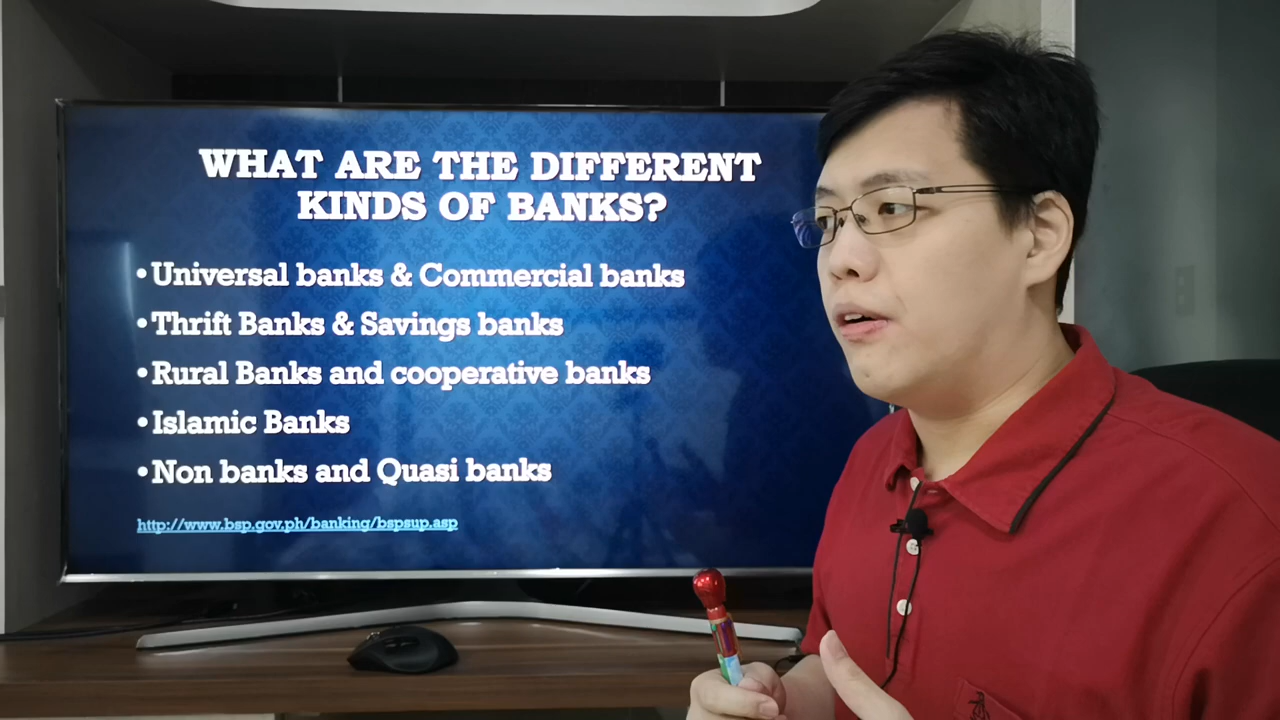 WHAT ARE THE DIFFERENT
KINDS OF BANKS?
•Universal banks & Commercial banks
•Thrift Banks & Savings banks
•Rural Banks and cooperative banks
•Islamic Banks
•Non banks and Quasi banks
http://www.bsp.gov.ph/banking/bspsup.asp